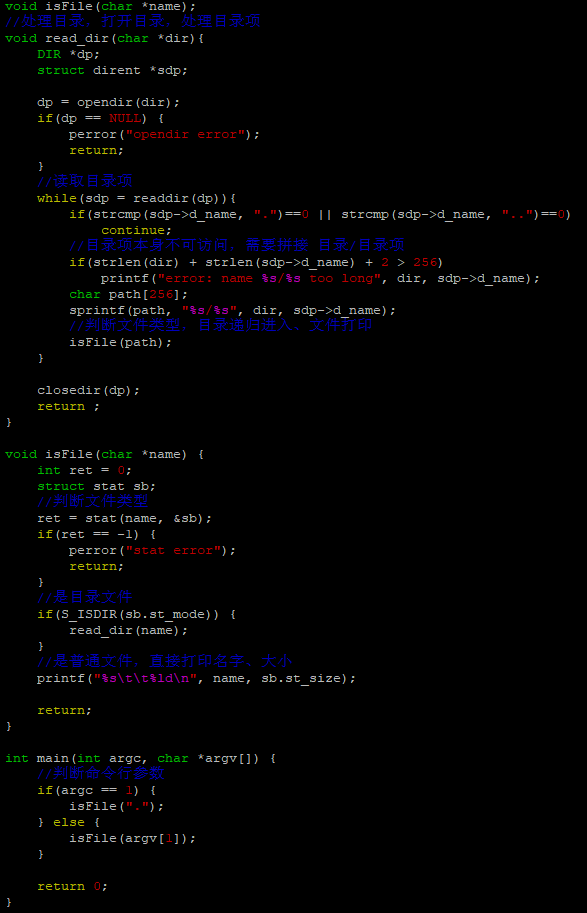 void isFile(char *name);
//处理目录，打开目录，处理目录项
void read_dir(char *dir){
    DIR *dp;
    struct dirent *sdp;

    dp = opendir(dir);
    if(dp == NULL) {
        perror("opendir error");
        return;
    }
    //读取目录项
    while(sdp = readdir(dp)){
        if(strcmp(sdp->d_name, ".")==0 || strcmp(sdp->d_name, "..")==0)
            continue;
        //目录项本身不可访问，需要拼接 目录/目录项
        if(strlen(dir) + strlen(sdp->d_name) + 2 > 256)
            printf("error: name %s/%s too long", dir, sdp->d_name);
        char path[256];
        sprintf(path, "%s/%s", dir, sdp->d_name);
        //判断文件类型，目录递归进入、文件打印
        isFile(path);
    }

    closedir(dp);
    return ;
}

void isFile(char *name) {
    int ret = 0;
    struct stat sb;
    //判断文件类型
    ret = stat(name, &sb);
    if(ret == -1) {
        perror("stat error");
        return;
    }
    //是目录文件
    if(S_ISDIR(sb.st_mode)) {
        read_dir(name);
    }
    //是普通文件，直接打印名字、大小
    printf("%s\t\t%ld\n", name, sb.st_size);

    return;
}

int main(int argc, char *argv[]) {
    //判断命令行参数
    if(argc == 1) {
        isFile(".");
    } else {
        isFile(argv[1]);
    }

    return 0;
}